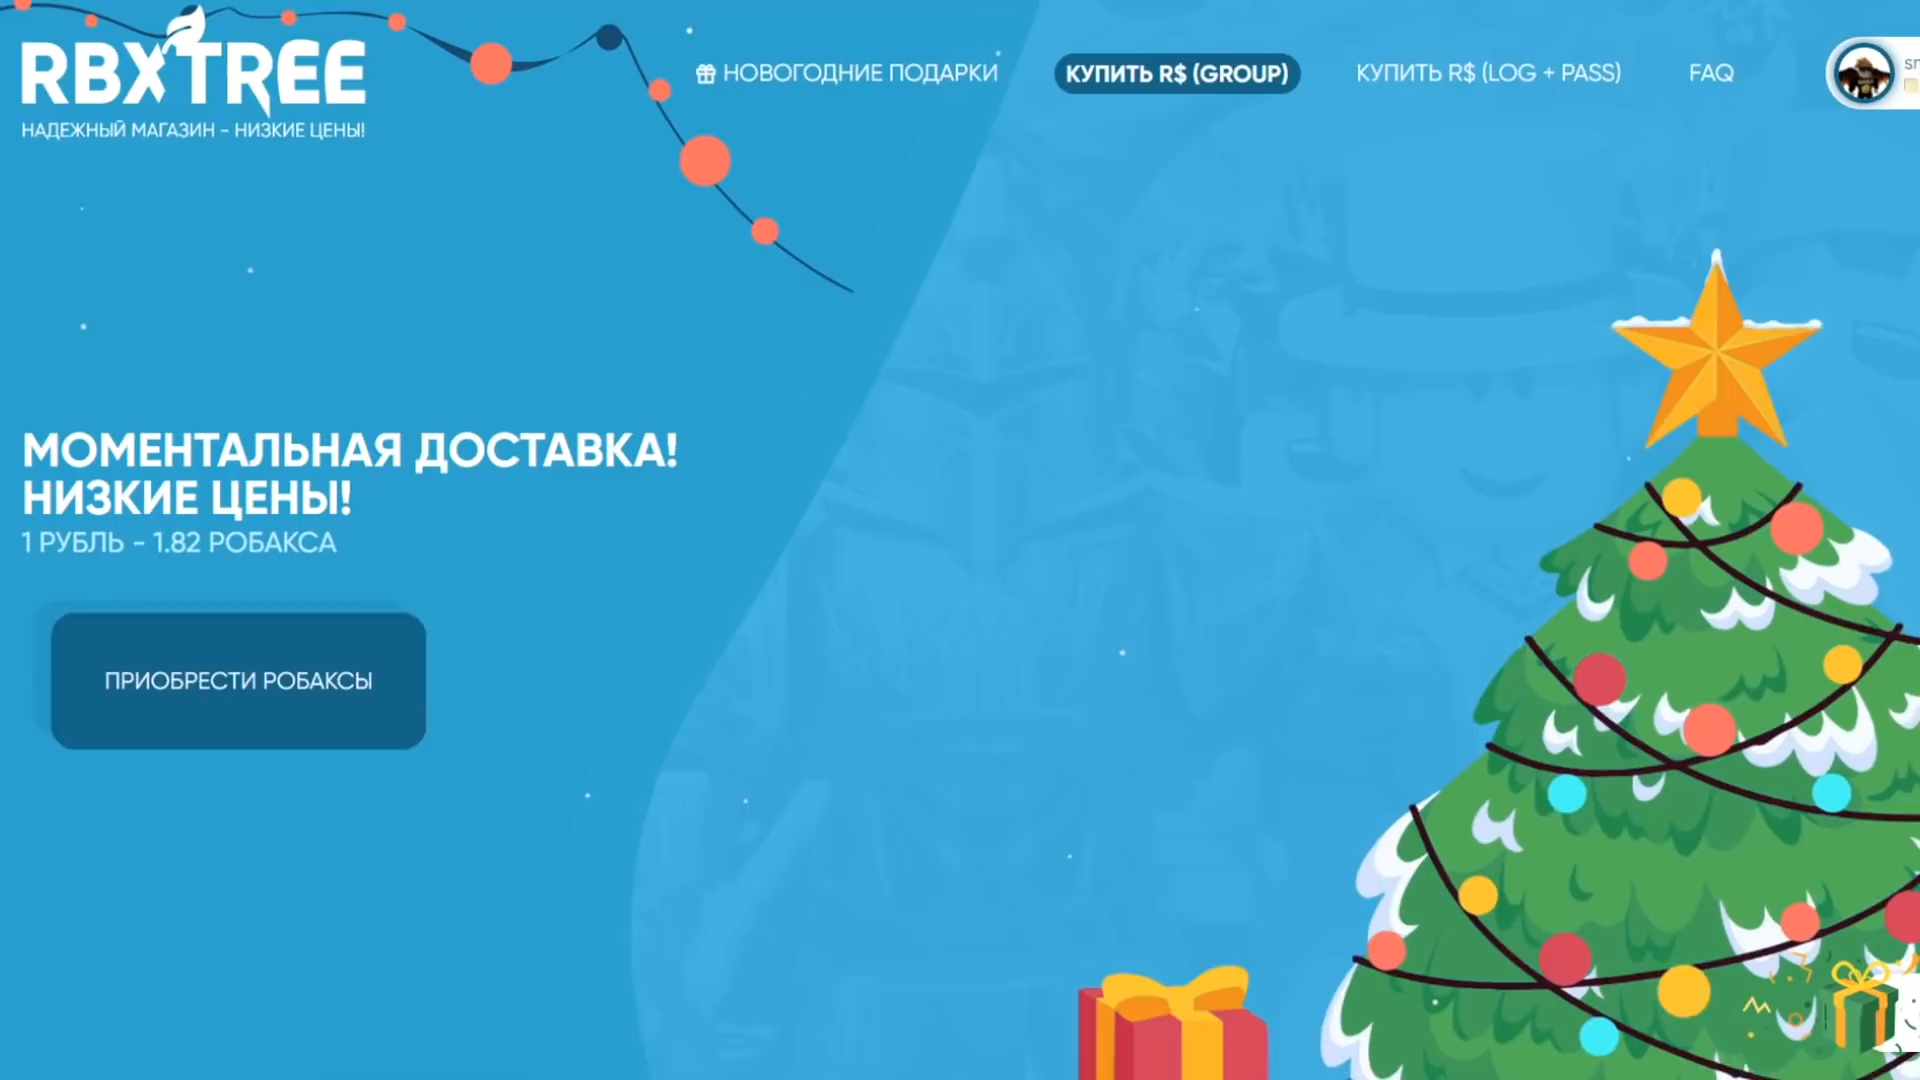 RBXTREE
НАДЕЖНЫЙ МАГАЗИН - НИЗКИЕ ЦЕНЫ!
НОВОГОДНИЕ ПОДАРКИ
КУПИТЬ R$ (GROUP)
КУПИТЬ R$ (LOG + PASS)
FAQ
МОМЕНТАЛЬНАЯ ДОСТАВКА!
НИЗКИЕ ЦЕНЫ!
1 РУБЛЬ - 1.82 РОБАКСА
ПРИОБРЕСТИ РОБАКСЫ